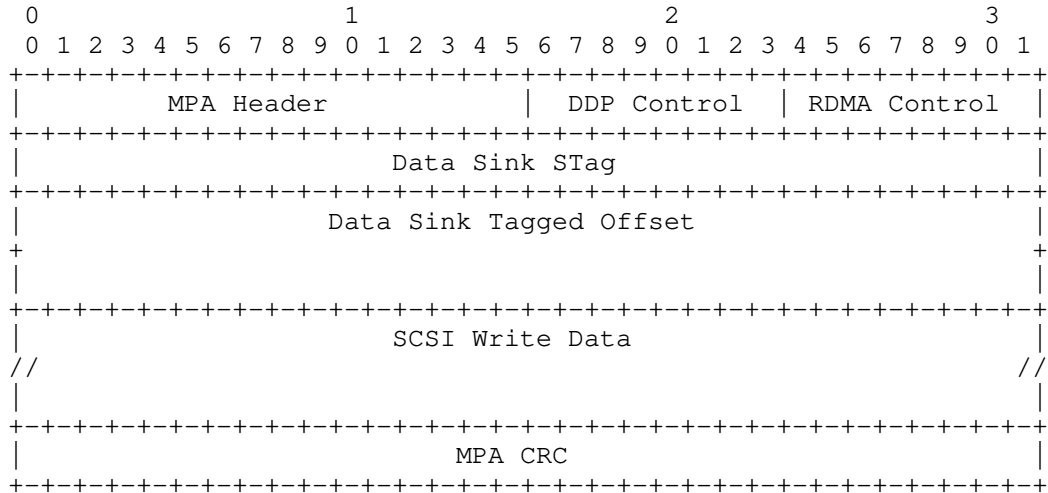 0                   1                   2                   3
 0 1 2 3 4 5 6 7 8 9 0 1 2 3 4 5 6 7 8 9 0 1 2 3 4 5 6 7 8 9 0 1
+-+-+-+-+-+-+-+-+-+-+-+-+-+-+-+-+-+-+-+-+-+-+-+-+-+-+-+-+-+-+-+-+
|         MPA Header            |  DDP Control  | RDMA Control  |
+-+-+-+-+-+-+-+-+-+-+-+-+-+-+-+-+-+-+-+-+-+-+-+-+-+-+-+-+-+-+-+-+
|                       Data Sink STag                          |
+-+-+-+-+-+-+-+-+-+-+-+-+-+-+-+-+-+-+-+-+-+-+-+-+-+-+-+-+-+-+-+-+
|                   Data Sink Tagged Offset                     |
+                                                               +
|                                                               |
+-+-+-+-+-+-+-+-+-+-+-+-+-+-+-+-+-+-+-+-+-+-+-+-+-+-+-+-+-+-+-+-+
|                       SCSI Write Data                         |
//                                                             //
|                                                               |
+-+-+-+-+-+-+-+-+-+-+-+-+-+-+-+-+-+-+-+-+-+-+-+-+-+-+-+-+-+-+-+-+
|                           MPA CRC                             |
+-+-+-+-+-+-+-+-+-+-+-+-+-+-+-+-+-+-+-+-+-+-+-+-+-+-+-+-+-+-+-+-+